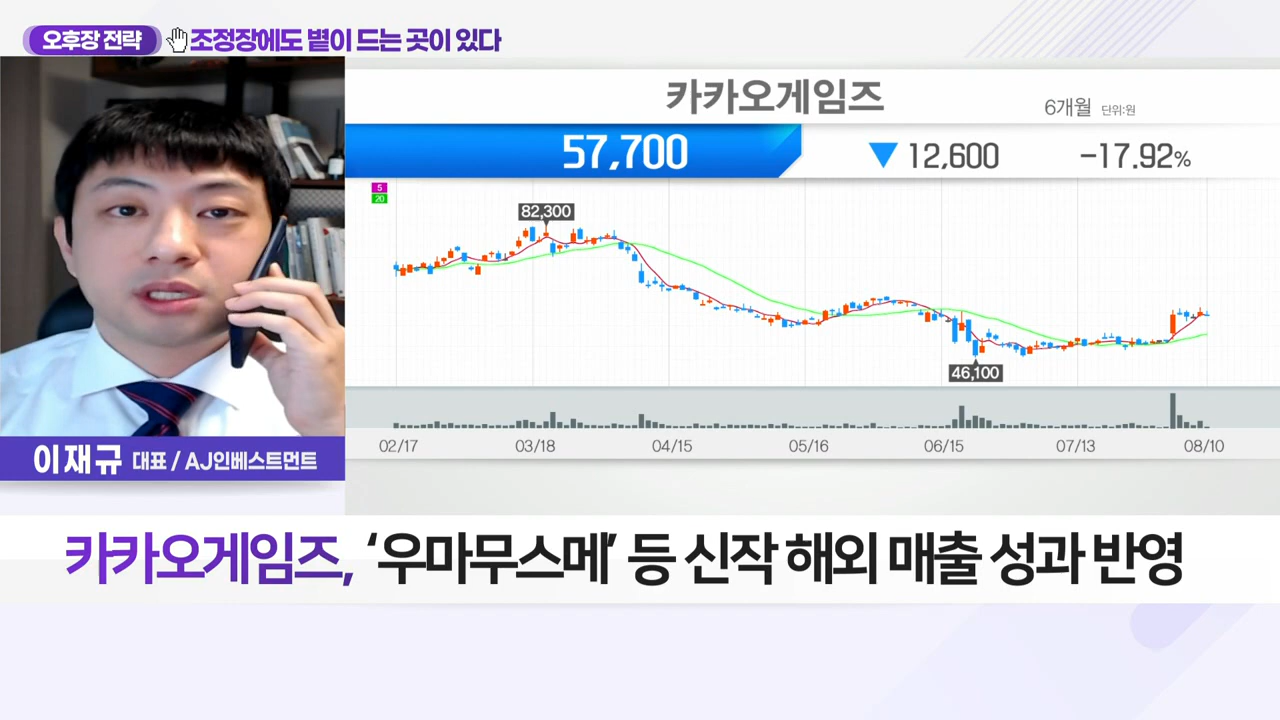 오후장 전략 조정장에도 볕이 드는 곳이 있다
카카오게임즈
6개월 단위:원
57,700 ▼ 12,600 -17.92%
5
20
82,300
46,100
02/17 03/18 04/15 05/16 06/15 07/13 08/10
이재규 대표 / AJ인베스트먼트
카카오게임즈, ‘우마무스메’ 등 신작 해외 매출 성과 반영